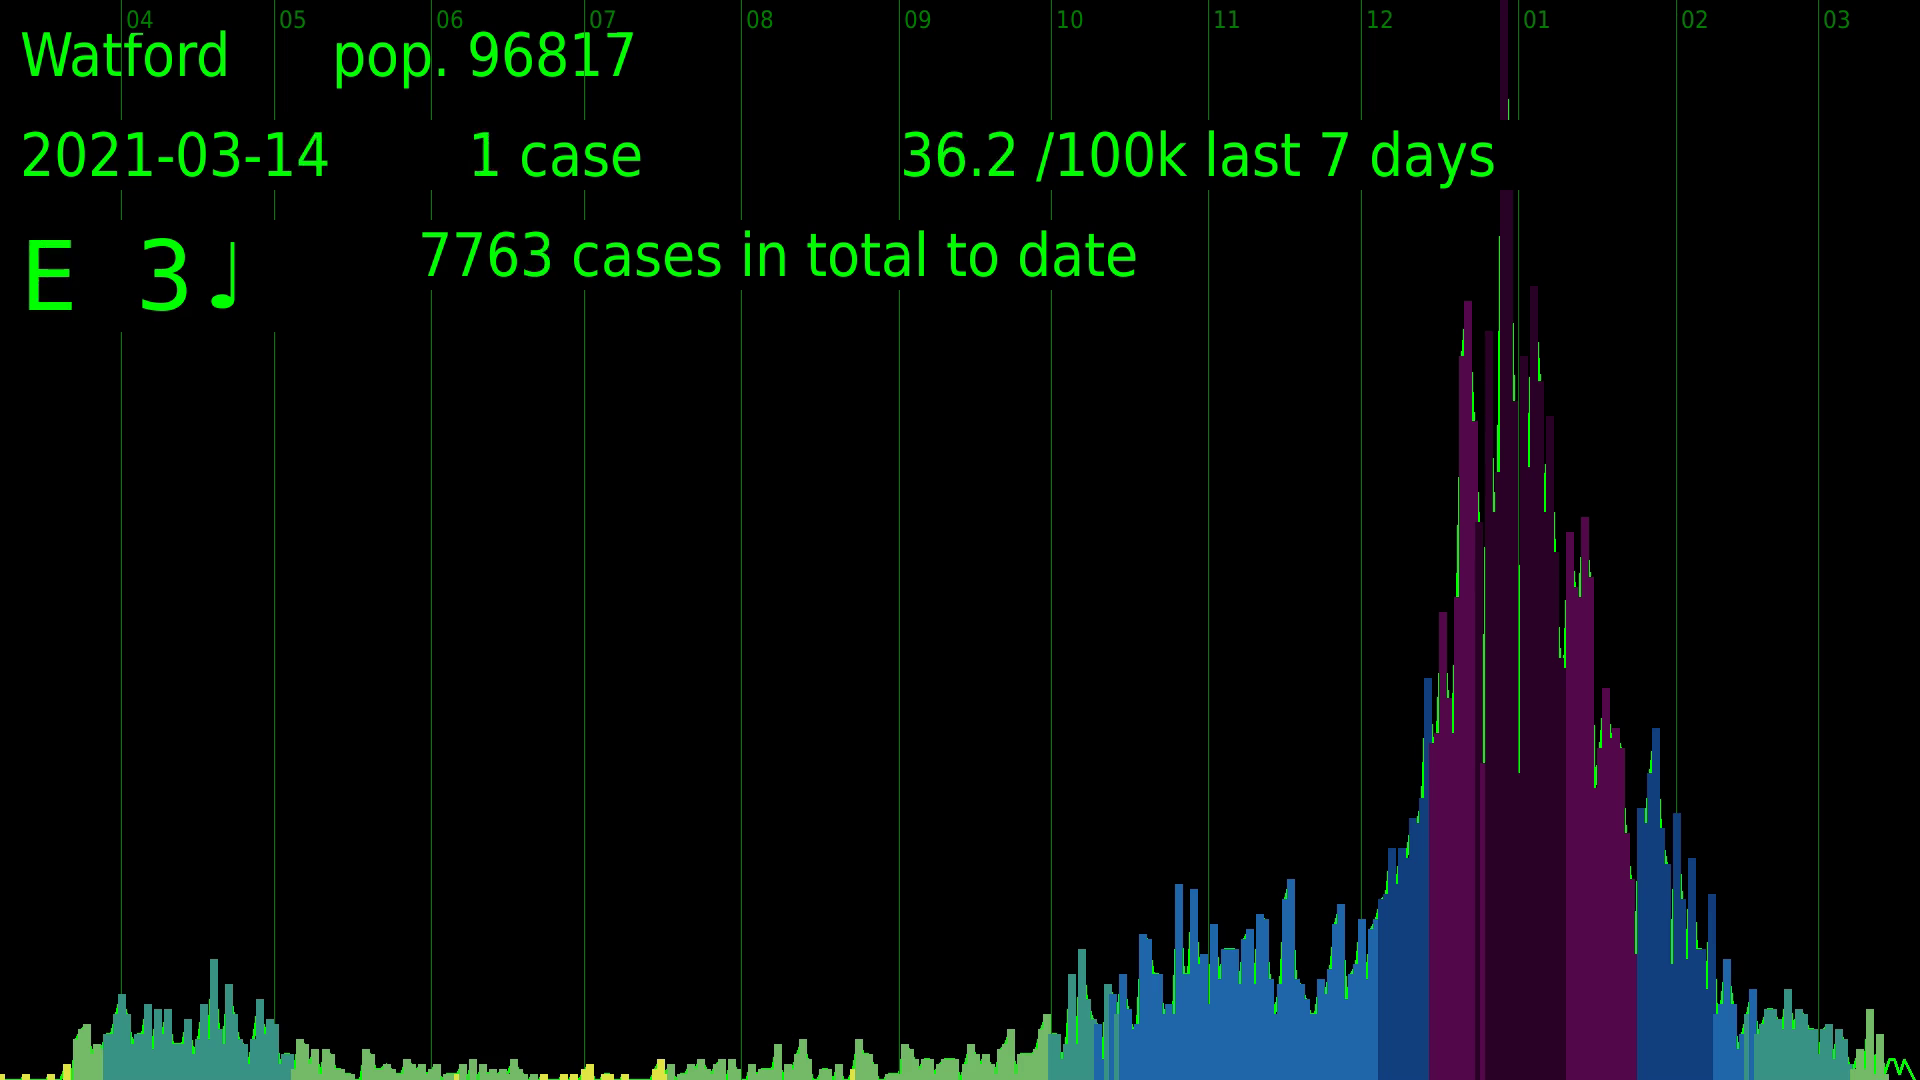 04 05 06 07 08 09 10 11 12 01 02 03
Watford pop. 96817
2021-03-14 1 case 36.2 /100k last 7 days
7763 cases in total to date
E 3♩